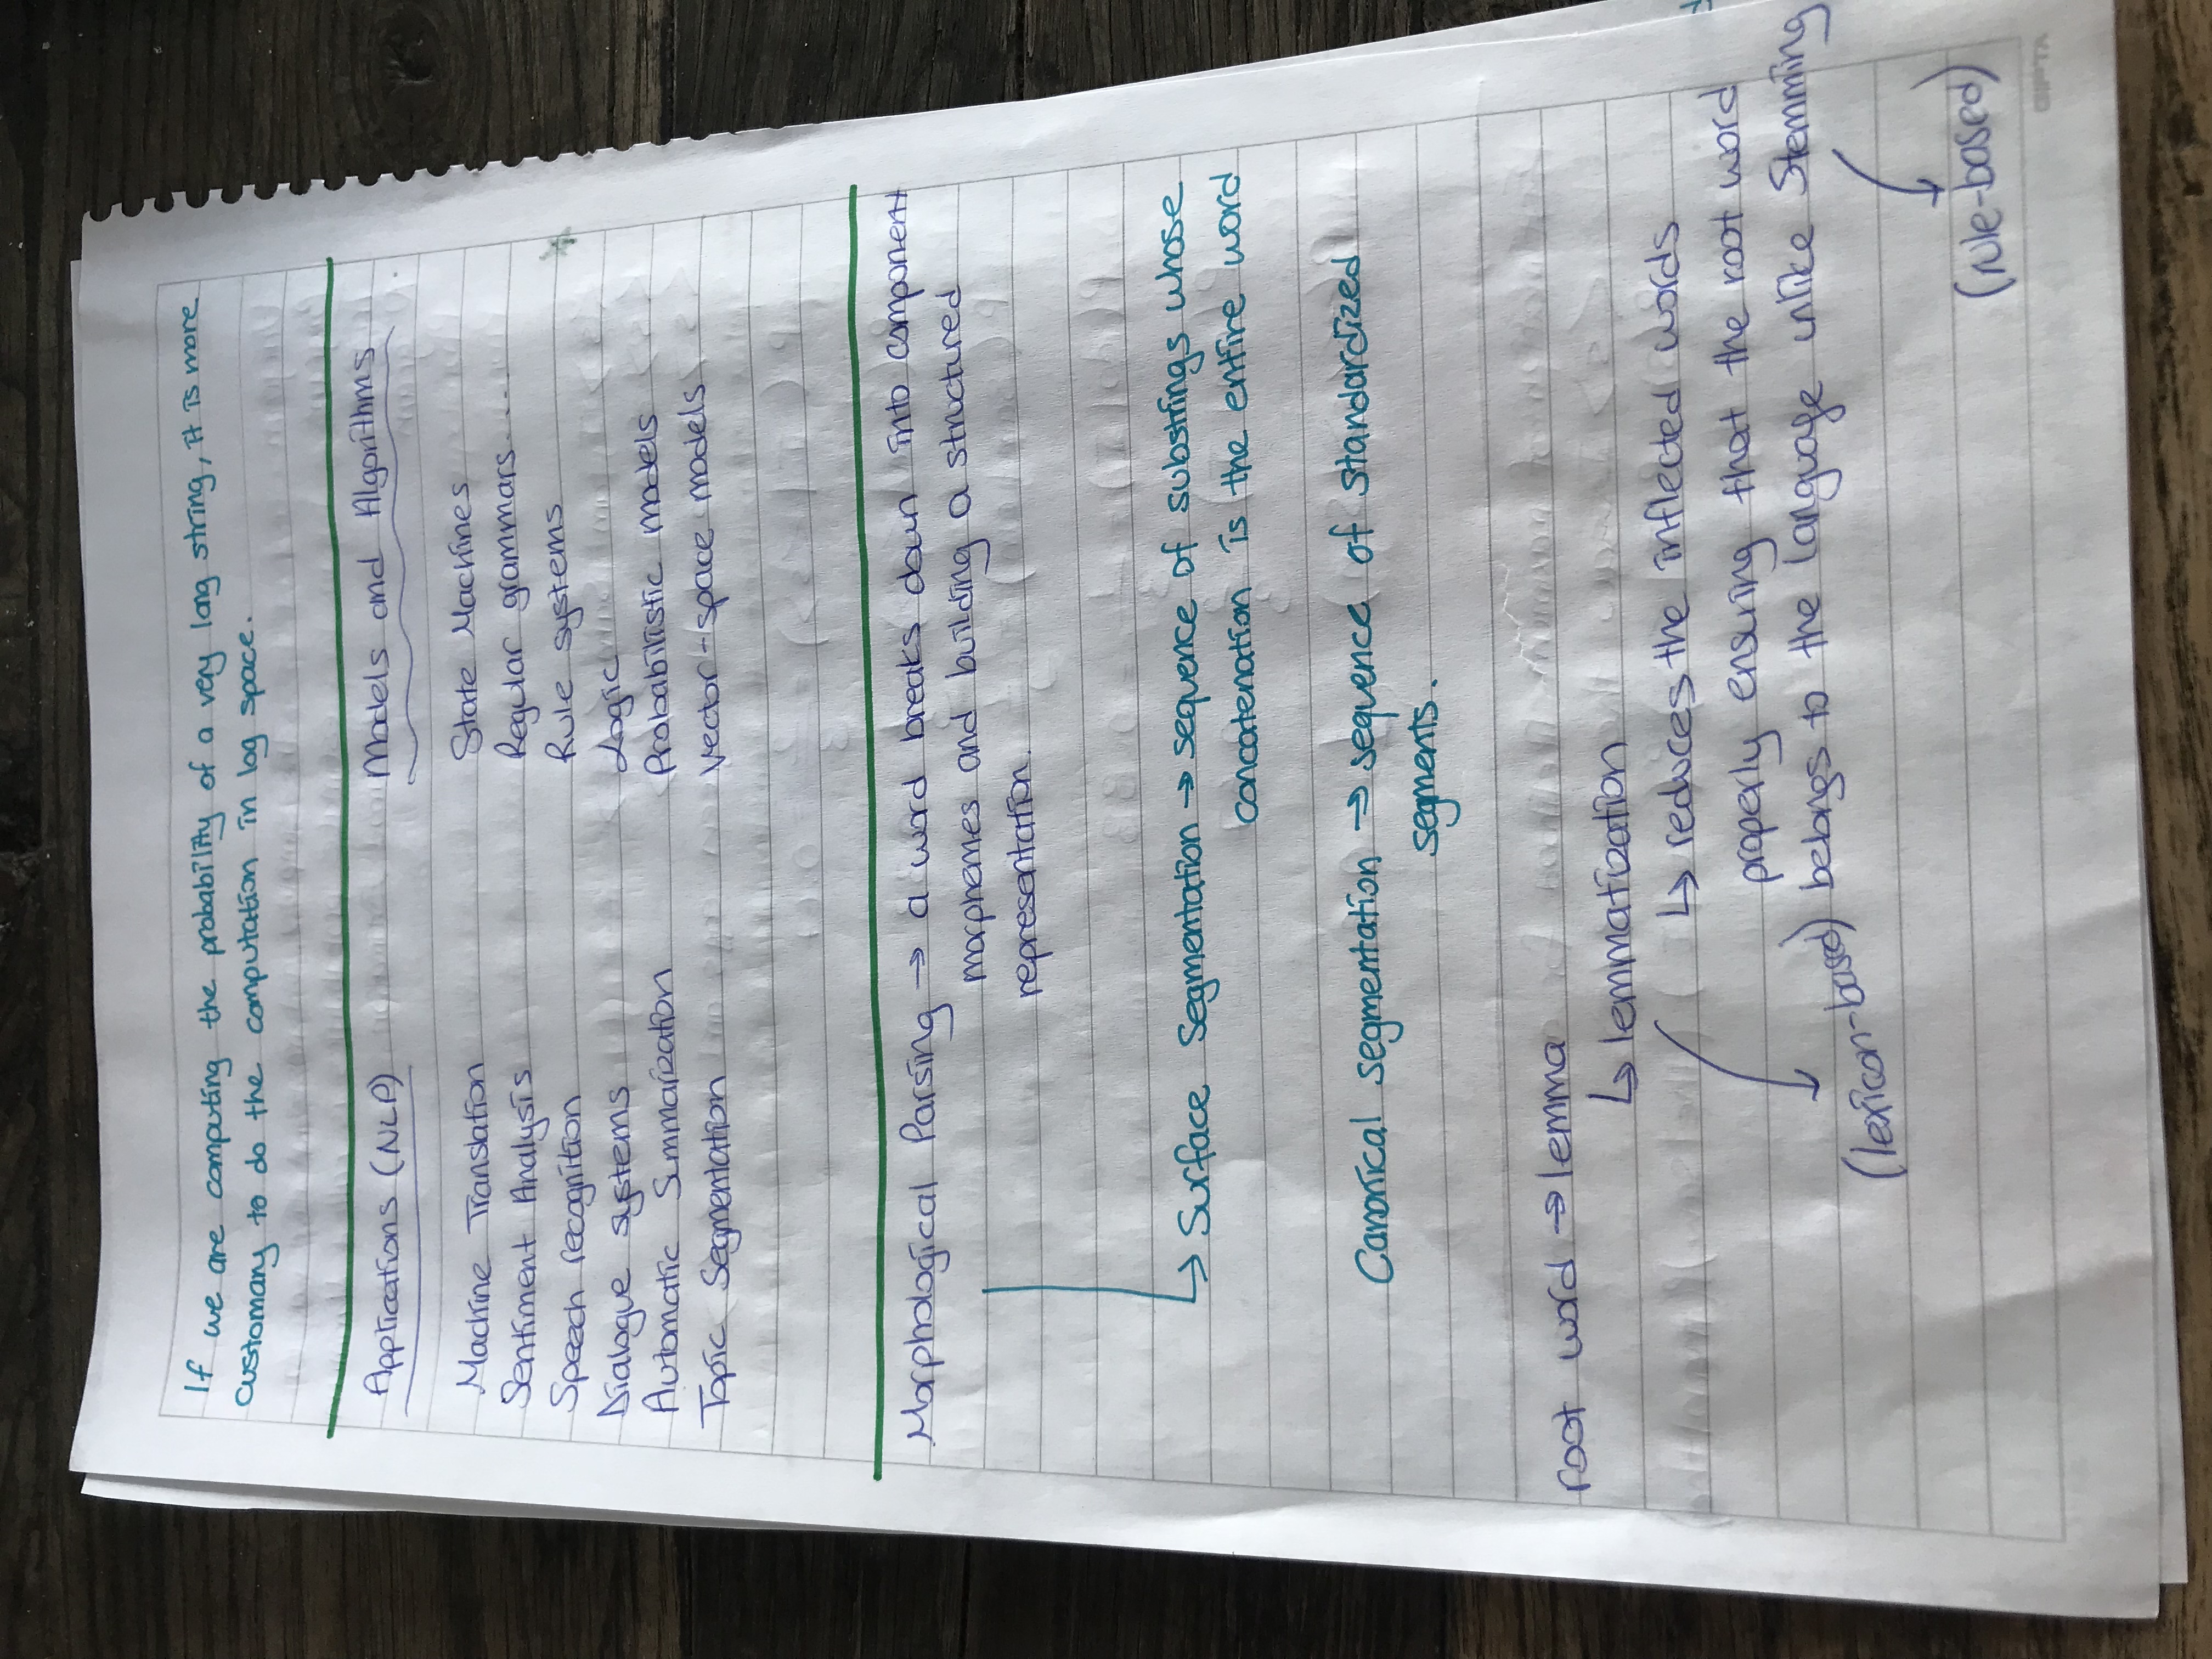 If we are computing the probability of a very long string, it is more
customary to do the computation in log space.
Applications (NLP)
Machine Translation
Sentiment Analysis
Speech recognition
Dialogue systems
Automatic Summarization
Topic Segmentation
Models and Algorithms
State Machines
Regular grammars ....
Rule systems
Logic
Probabilistic models
Vector-space models
Morphological Parsing → a word breaks down into component
morphemes and building a structured
representation.
↳ Surface Segmentation → sequence of substrings whose
concatenation is the entire word
Canonical segmentation → sequence of standardized
segments.
root word → lemma
↳ lemmatization
↳ reduces the inflected words
properly ensuring that the root word
belongs to the language unlike Stemming
(lexicon-based)
(rule-based)
GIPTA